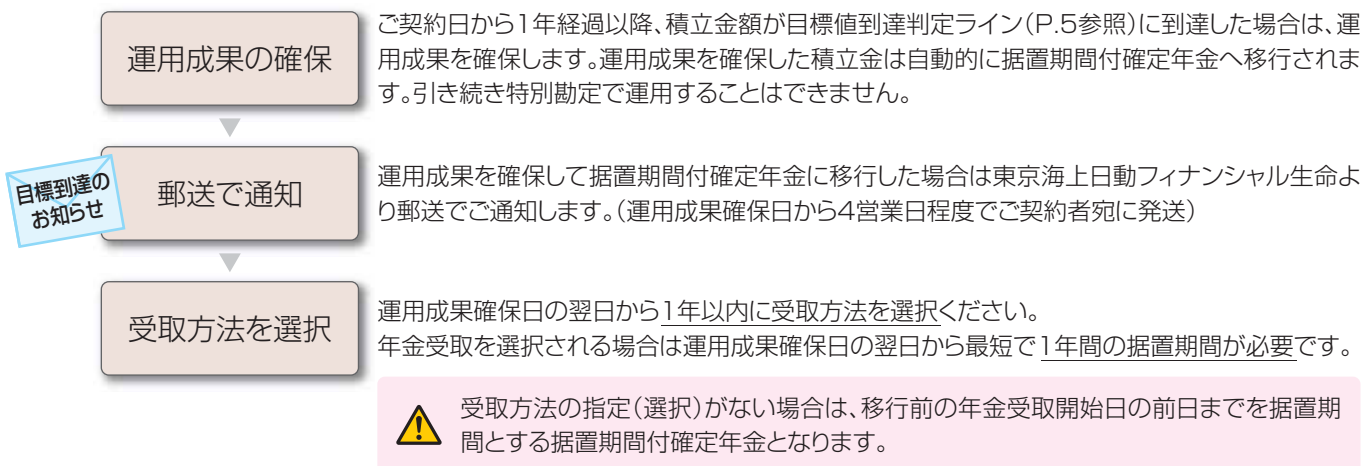 運用成果の確保
ご契約日から1年経過以降、積立金額が目標値到達判定ライン(P.5参照)に到達した場合は、運
用成果を確保します。運用成果を確保した積立金は自動的に据置期間付確定年金へ移行されま
す。引き続き特別勘定で運用することはできません。
目標到達の
お知らせ
郵送で通知
運用成果を確保して据置期間付確定年金に移行した場合は東京海上日動フィナンシャル生命よ
り郵送でご通知します。(運用成果確保日から4営業日程度でご契約者宛に発送)
受取方法を選択
運用成果確保日の翌日から1年以内に受取方法を選択ください。
年金受取を選択される場合は運用成果確保日の翌日から最短で1年間の据置期間が必要です。
受取方法の指定(選択)がない場合は、移行前の年金受取開始日の前日までを据置期
間とする据置期間付確定年金となります。